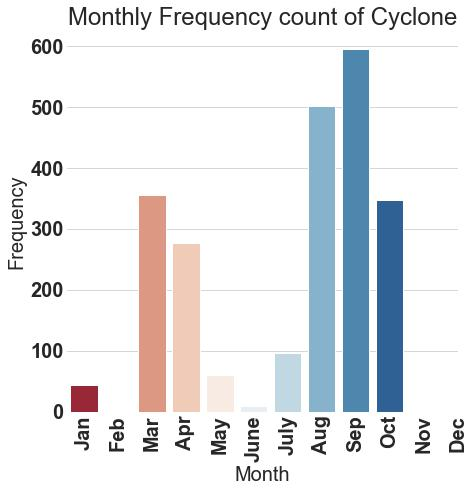 Monthly Frequency count of Cyclone
600
500
400
300
200
100
0
Frequency
Jan
Feb
Mar
Apr
May
June
July
Aug
Sep
Oct
Nov
Dec
Month